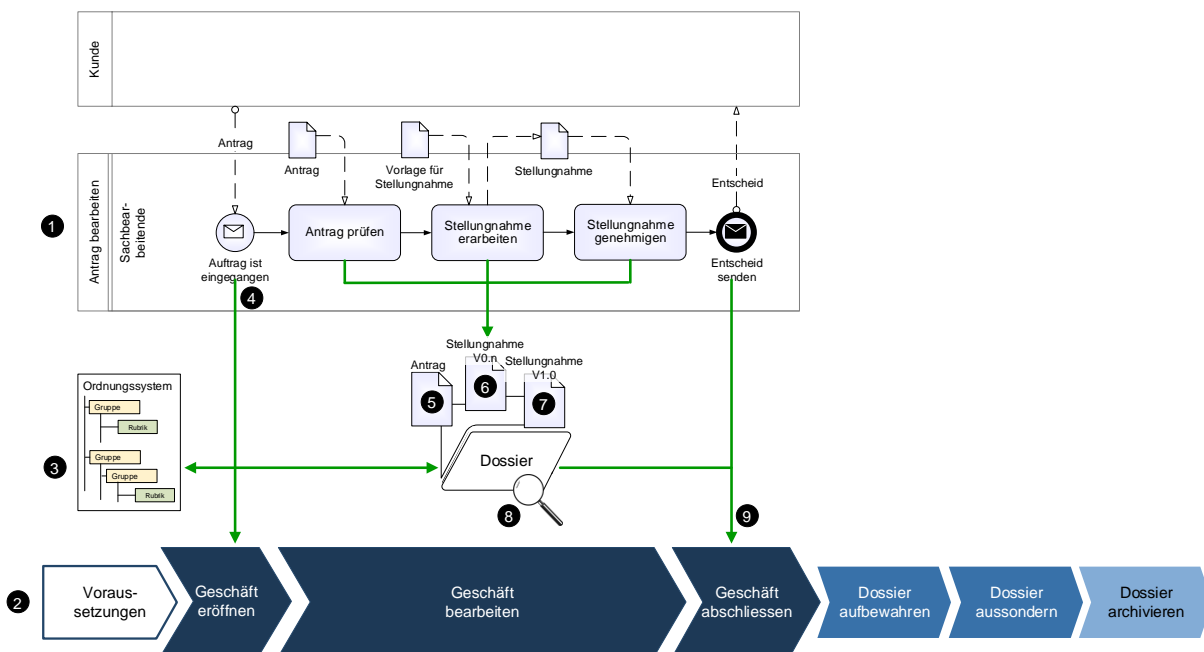 Kunde
Antrag
Antrag
Vorlage für
Stellungnahme
Stellungnahme
Entscheid
1
Antrag bearbeiten
Sachbear-
beitende
Antrag prüfen
Stellungnahme
erarbeiten
Stellungnahme
genehmigen
Auftrag ist
eingegangen
Entscheid
senden
4
Stellungnahme
V0.n
Stellungnahme
V1.0
Antrag
5
6
7
Ordnungssystem
Gruppe
Rubrik
Gruppe
Gruppe
Rubrik
3
Dossier
8
9
2
Voraus-
setzungen
Geschäft
eröffnen
Geschäft
bearbeiten
Geschäft
abschliessen
Dossier
aufbewahren
Dossier
aussondern
Dossier
archivieren